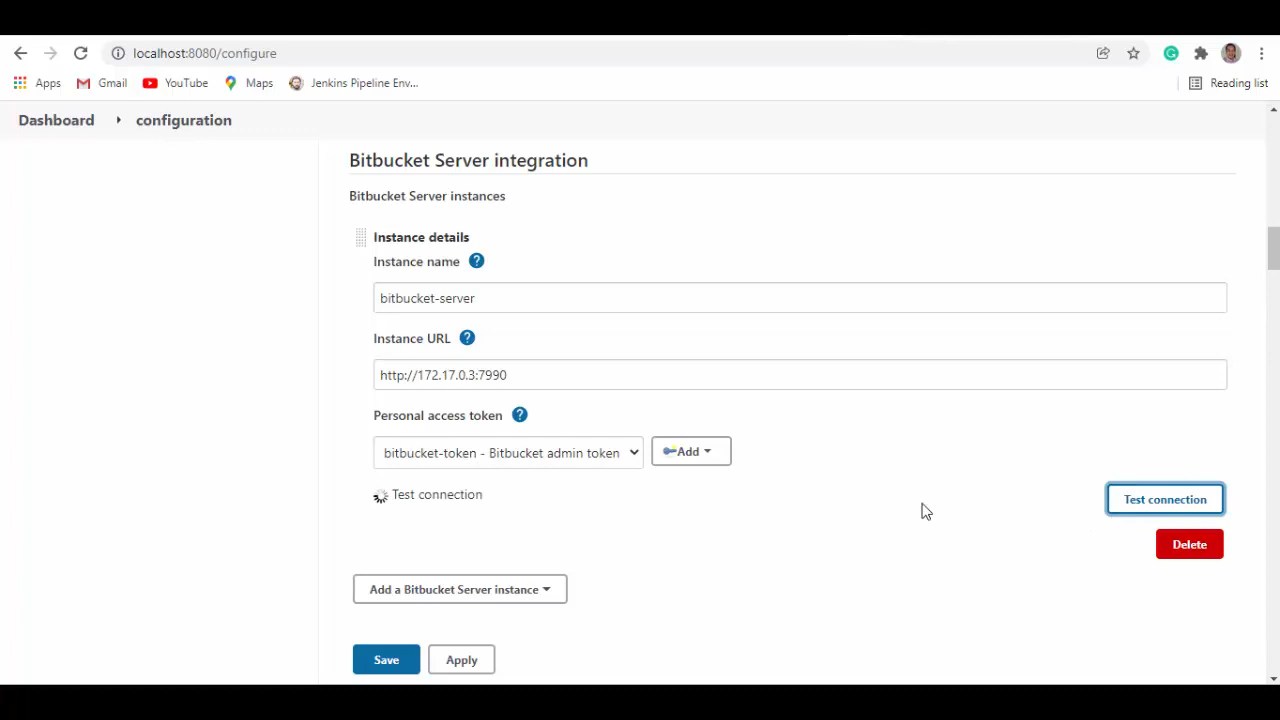 localhost:8080/configure
Apps Gmail YouTube Maps Jenkins Pipeline Env... Reading list
Dashboard configuration
Bitbucket Server integration
Bitbucket Server instances
Instance details
Instance name ?
bitbucket-server
Instance URL ?
http://172.17.0.3:7990
Personal access token ?
bitbucket-token - Bitbucket admin token Add
Test connection Test connection
Delete
Add a Bitbucket Server instance
Save Apply